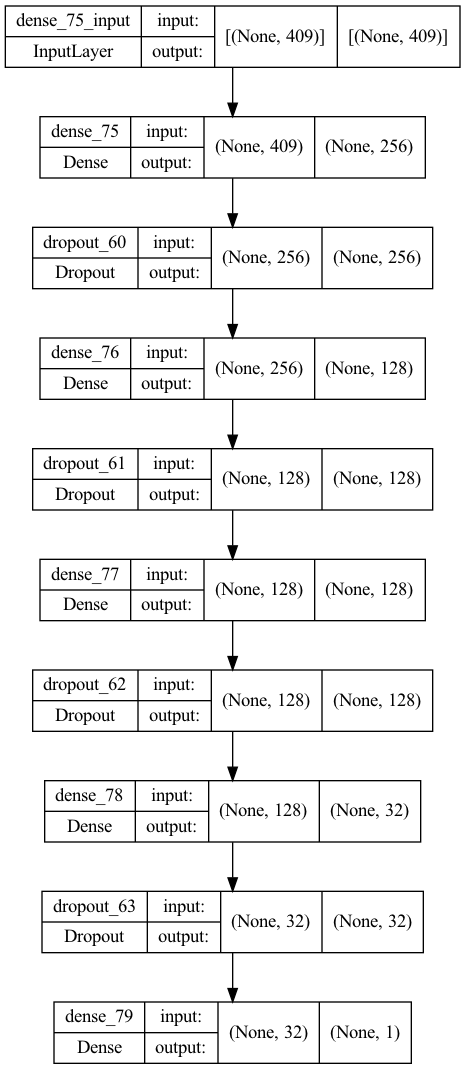 dense_75_input input: [(None, 409)] [(None, 409)]
InputLayer output:
dense_75 input: (None, 409) (None, 256)
Dense output:
dropout_60 input: (None, 256) (None, 256)
Dropout output:
dense_76 input: (None, 256) (None, 128)
Dense output:
dropout_61 input: (None, 128) (None, 128)
Dropout output:
dense_77 input: (None, 128) (None, 128)
Dense output:
dropout_62 input: (None, 128) (None, 128)
Dropout output:
dense_78 input: (None, 128) (None, 32)
Dense output:
dropout_63 input: (None, 32) (None, 32)
Dropout output:
dense_79 input: (None, 32) (None, 1)
Dense output: